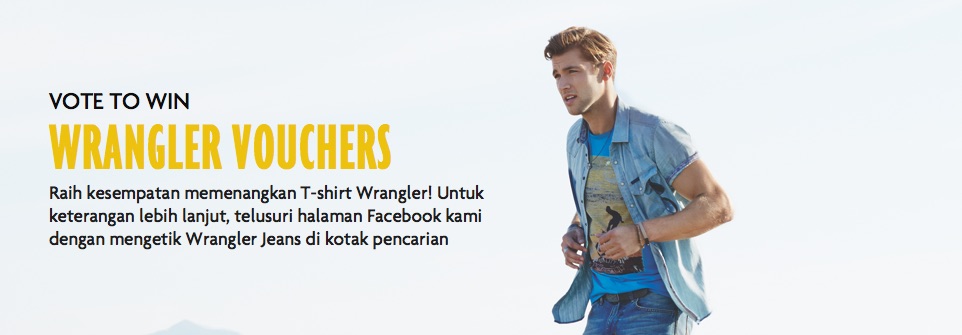 VOTE TO WIN
WRANGLER VOUCHERS
Raih kesempatan memenangkan T-shirt Wrangler! Untuk
keterangan lebih lanjut, telusuri halaman Facebook kami
dengan mengetik Wrangler Jeans di kotak pencarian